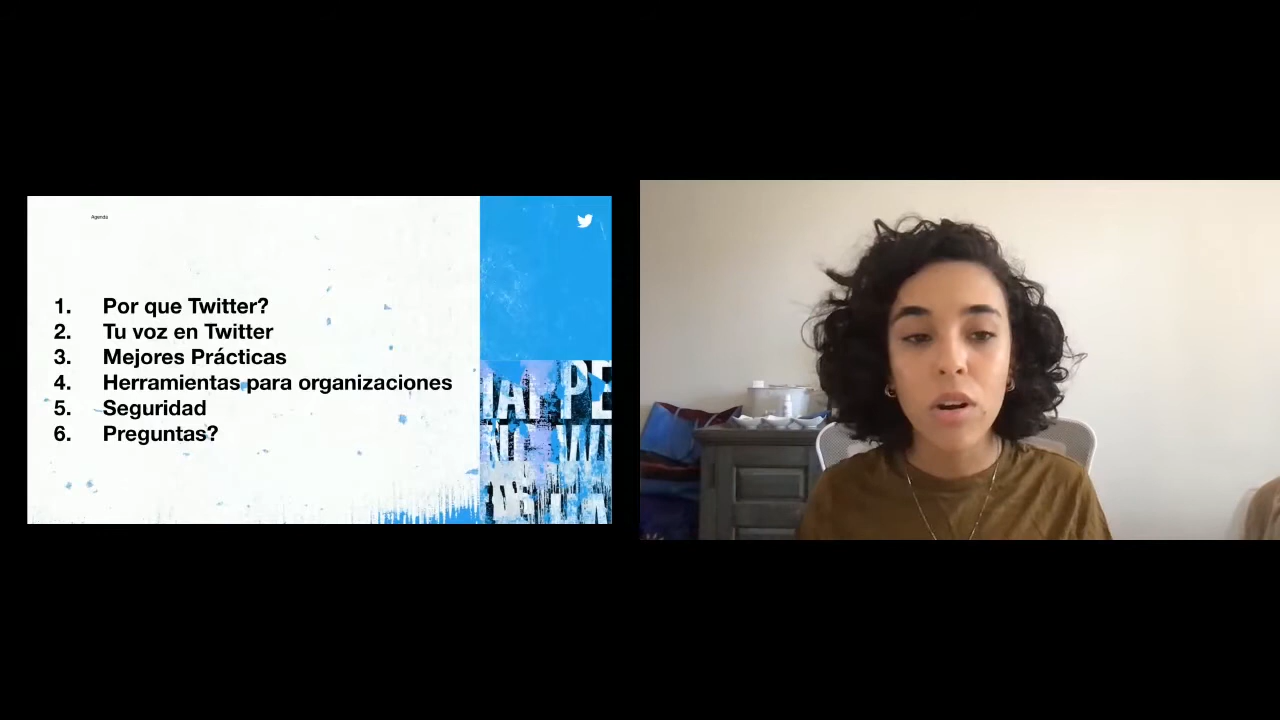 Agenda
1. Por que Twitter?
2. Tu voz en Twitter
3. Mejores Prácticas
4. Herramientas para organizaciones
5. Seguridad
6. Preguntas?